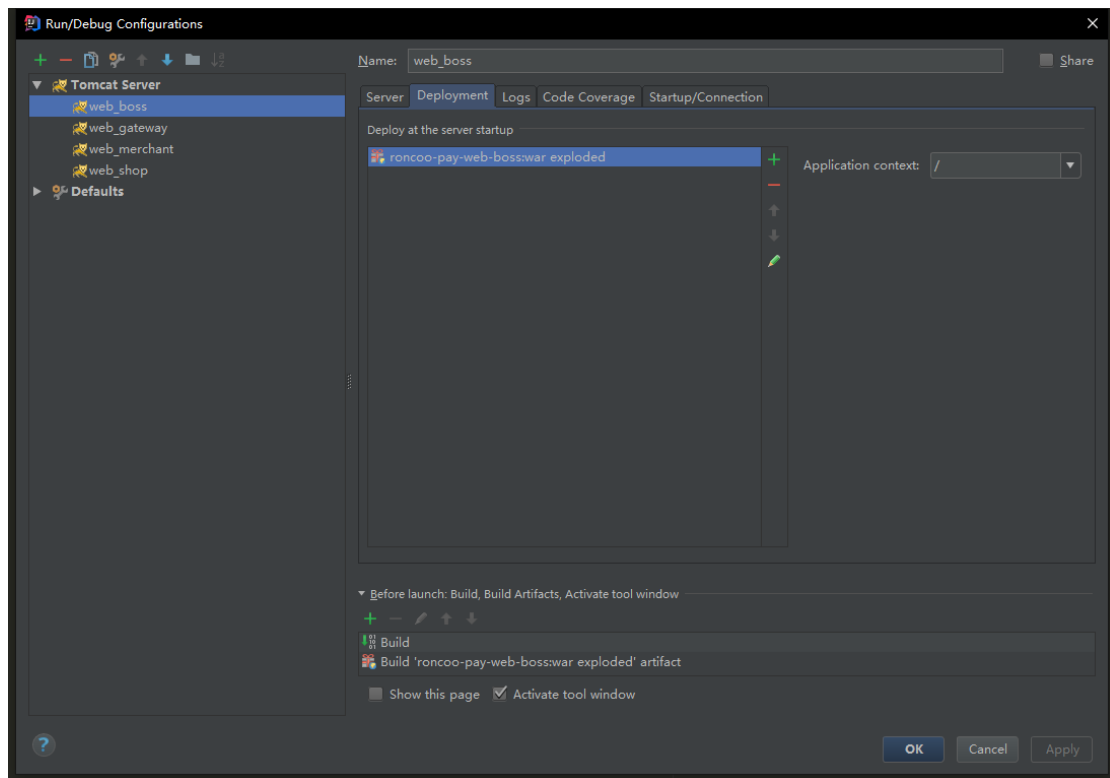 Run/Debug Configurations
Name: web_boss Share
Tomcat Server
web_boss
web_gateway
web_merchant
web_shop
Defaults
Server Deployment Logs Code Coverage Startup/Connection
Deploy at the server startup
roncoo-pay-web-boss:war exploded
Application context: /
Before launch: Build, Build Artifacts, Activate tool window
Build
Build 'roncoo-pay-web-boss:war exploded' artifact
Show this page Activate tool window
? OK Cancel Apply